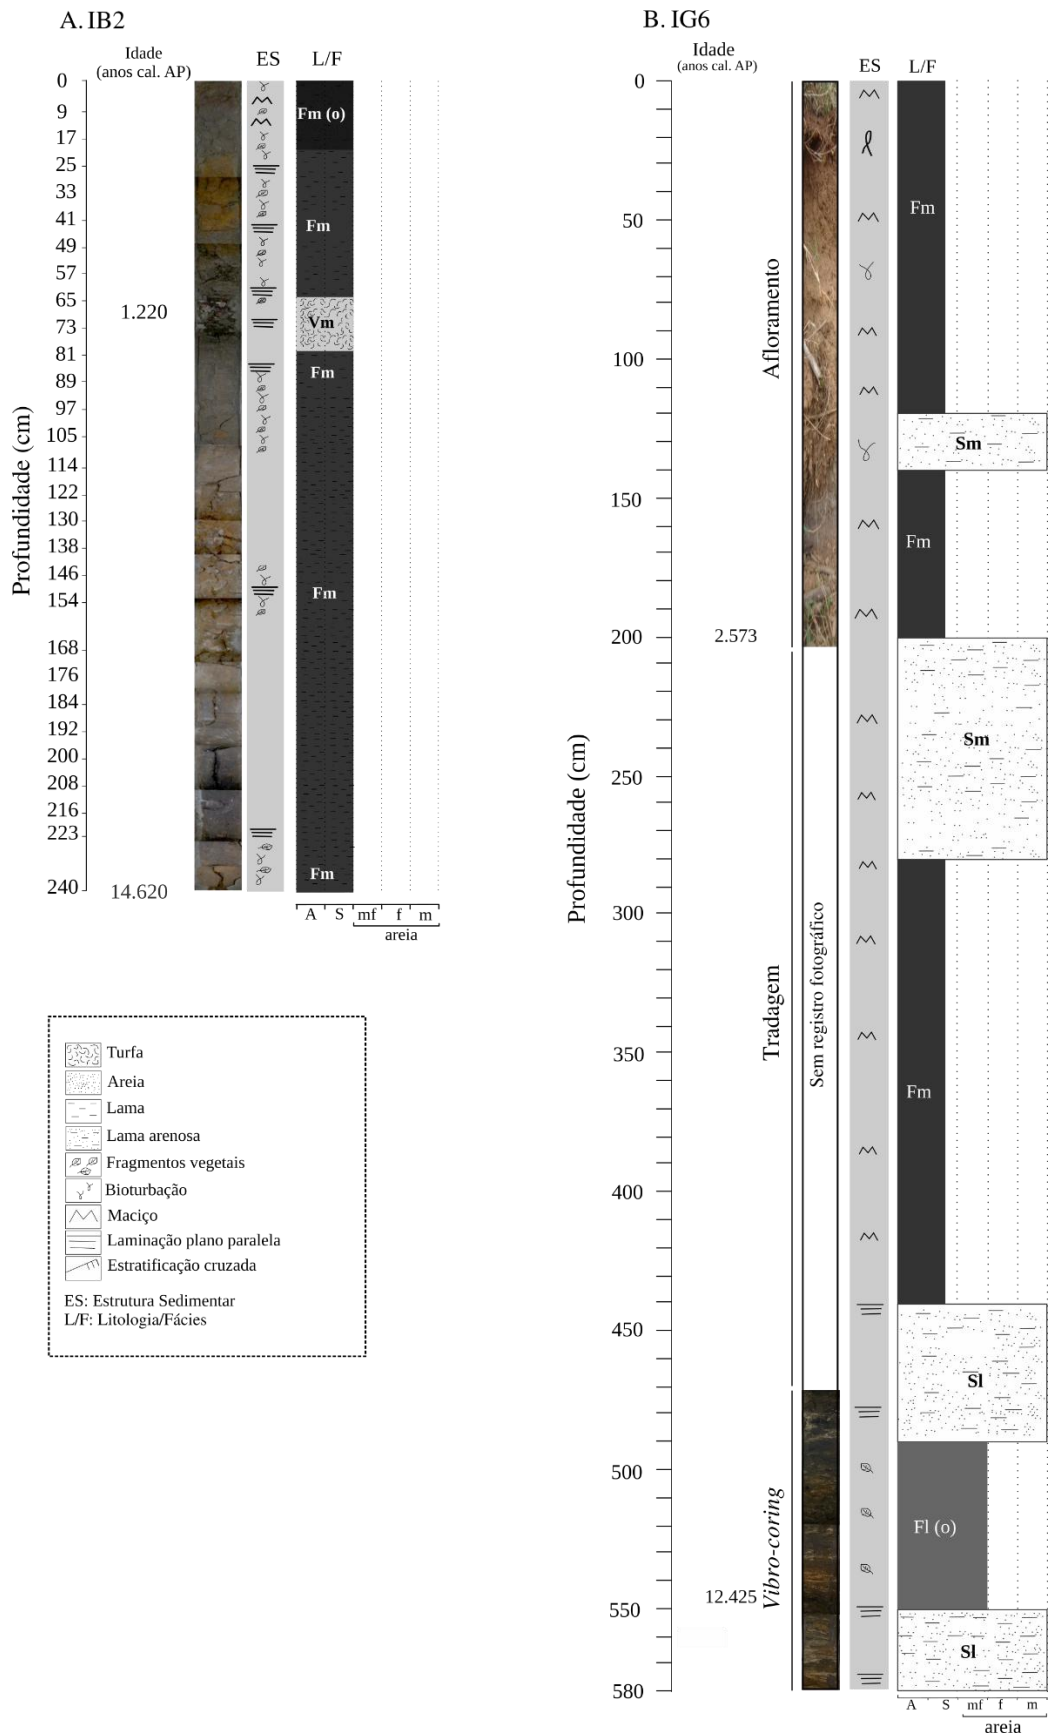 A. IB2
Idade
(anos cal. AP)
ES
L/F
Profundidade (cm)
0
9
17
25
33
41
49
57
65
73
81
89
97
105
114
122
130
138
146
154
168
176
184
192
200
208
216
223
240
1.220
14.620
Fm (o)
Fm
Vm
Fm
Fm
Fm
A S mf f m
areia
Turfa
Areia
Lama
Lama arenosa
Fragmentos vegetais
Bioturbação
Maciço
Laminação plano paralela
Estratificação cruzada
ES: Estrutura Sedimentar
L/F: Litologia/Fácies
B. IG6
Idade
(anos cal. AP)
ES
L/F
Profundidade (cm)
0
50
100
150
200
250
300
350
400
450
500
550
580
2.573
12.425
Afloramento
Tradagem
Vibro-coring
Sem registro fotográfico
Fm
Sm
Fm
Sm
Fm
Sl
Fl (o)
Sl
A S mf f m
areia